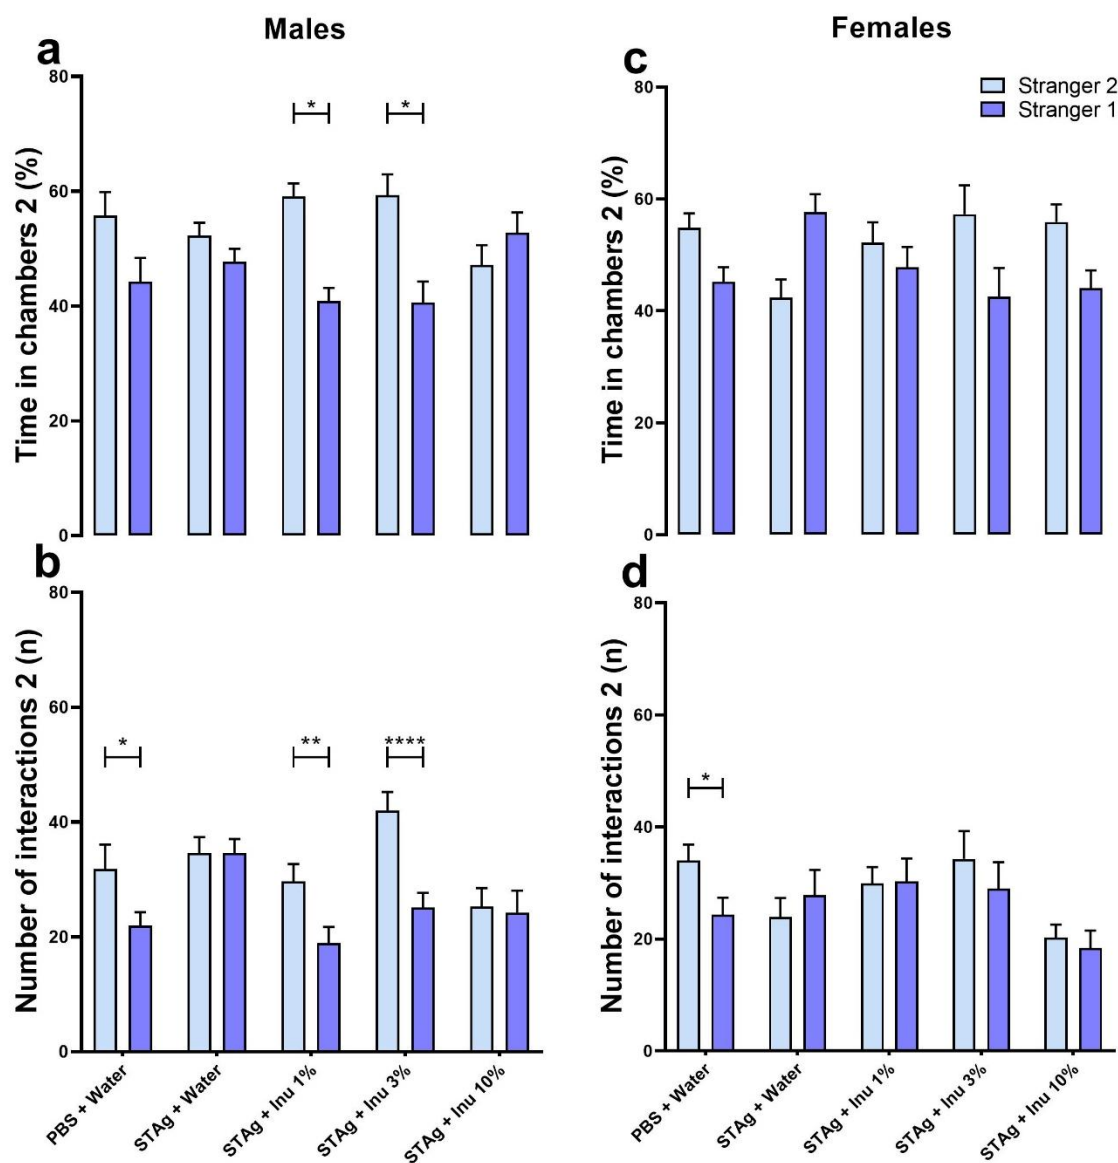 Males
Females
a
Time in chambers 2 (%)
80
60
40
20
0
*
*
c
Time in chambers 2 (%)
80
60
40
20
0
Stranger 2
Stranger 1
b
Number of interactions 2 (n)
80
60
40
20
0
*
**
****
PBS + Water
STAg + Water
STAg + Inu 1%
STAg + Inu 3%
STAg + Inu 10%
d
Number of interactions 2 (n)
80
60
40
20
0
*
PBS + Water
STAg + Water
STAg + Inu 1%
STAg + Inu 3%
STAg + Inu 10%